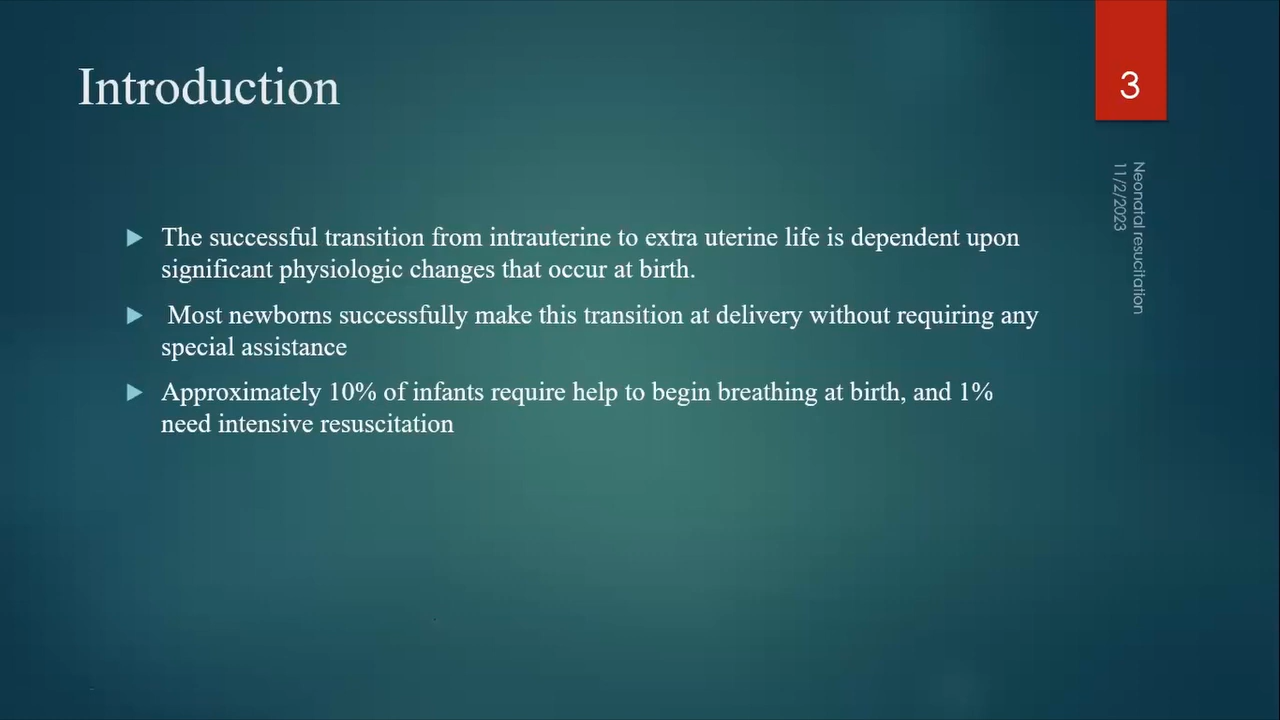 Introduction
3
The successful transition from intrauterine to extra uterine life is dependent upon
significant physiologic changes that occur at birth.
Most newborns successfully make this transition at delivery without requiring any
special assistance
Approximately 10% of infants require help to begin breathing at birth, and 1%
need intensive resuscitation
Neonatal resucitation
11/2/2023